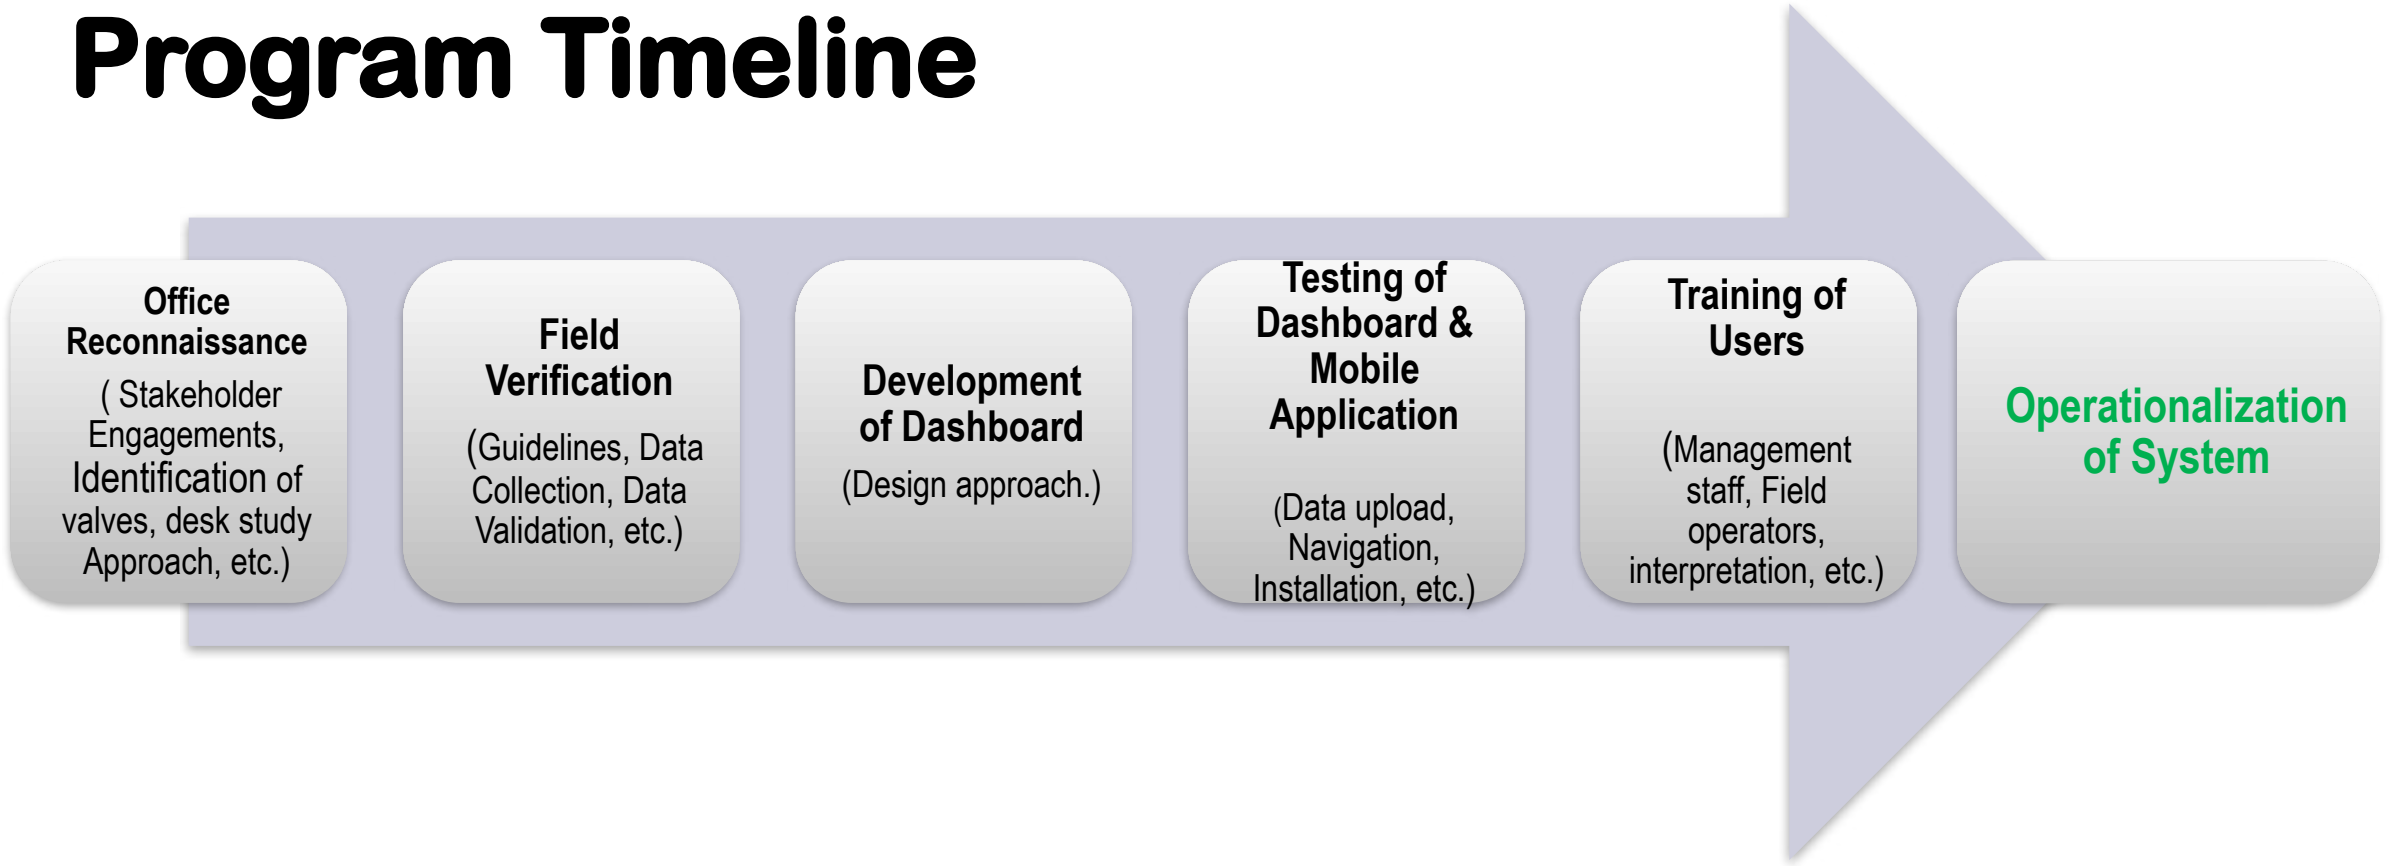 Program Timeline
Office
Reconnaissance
( Stakeholder
Engagements,
Identification of
valves, desk study
Approach, etc.)
Field
Verification
(Guidelines, Data
Collection, Data
Validation, etc.)
Development
of Dashboard
(Design approach.)
Testing of
Dashboard &
Mobile
Application
(Data upload,
Navigation,
Installation, etc.)
Training of
Users
(Management
staff, Field
operators,
interpretation, etc.)
Operationalization
of System